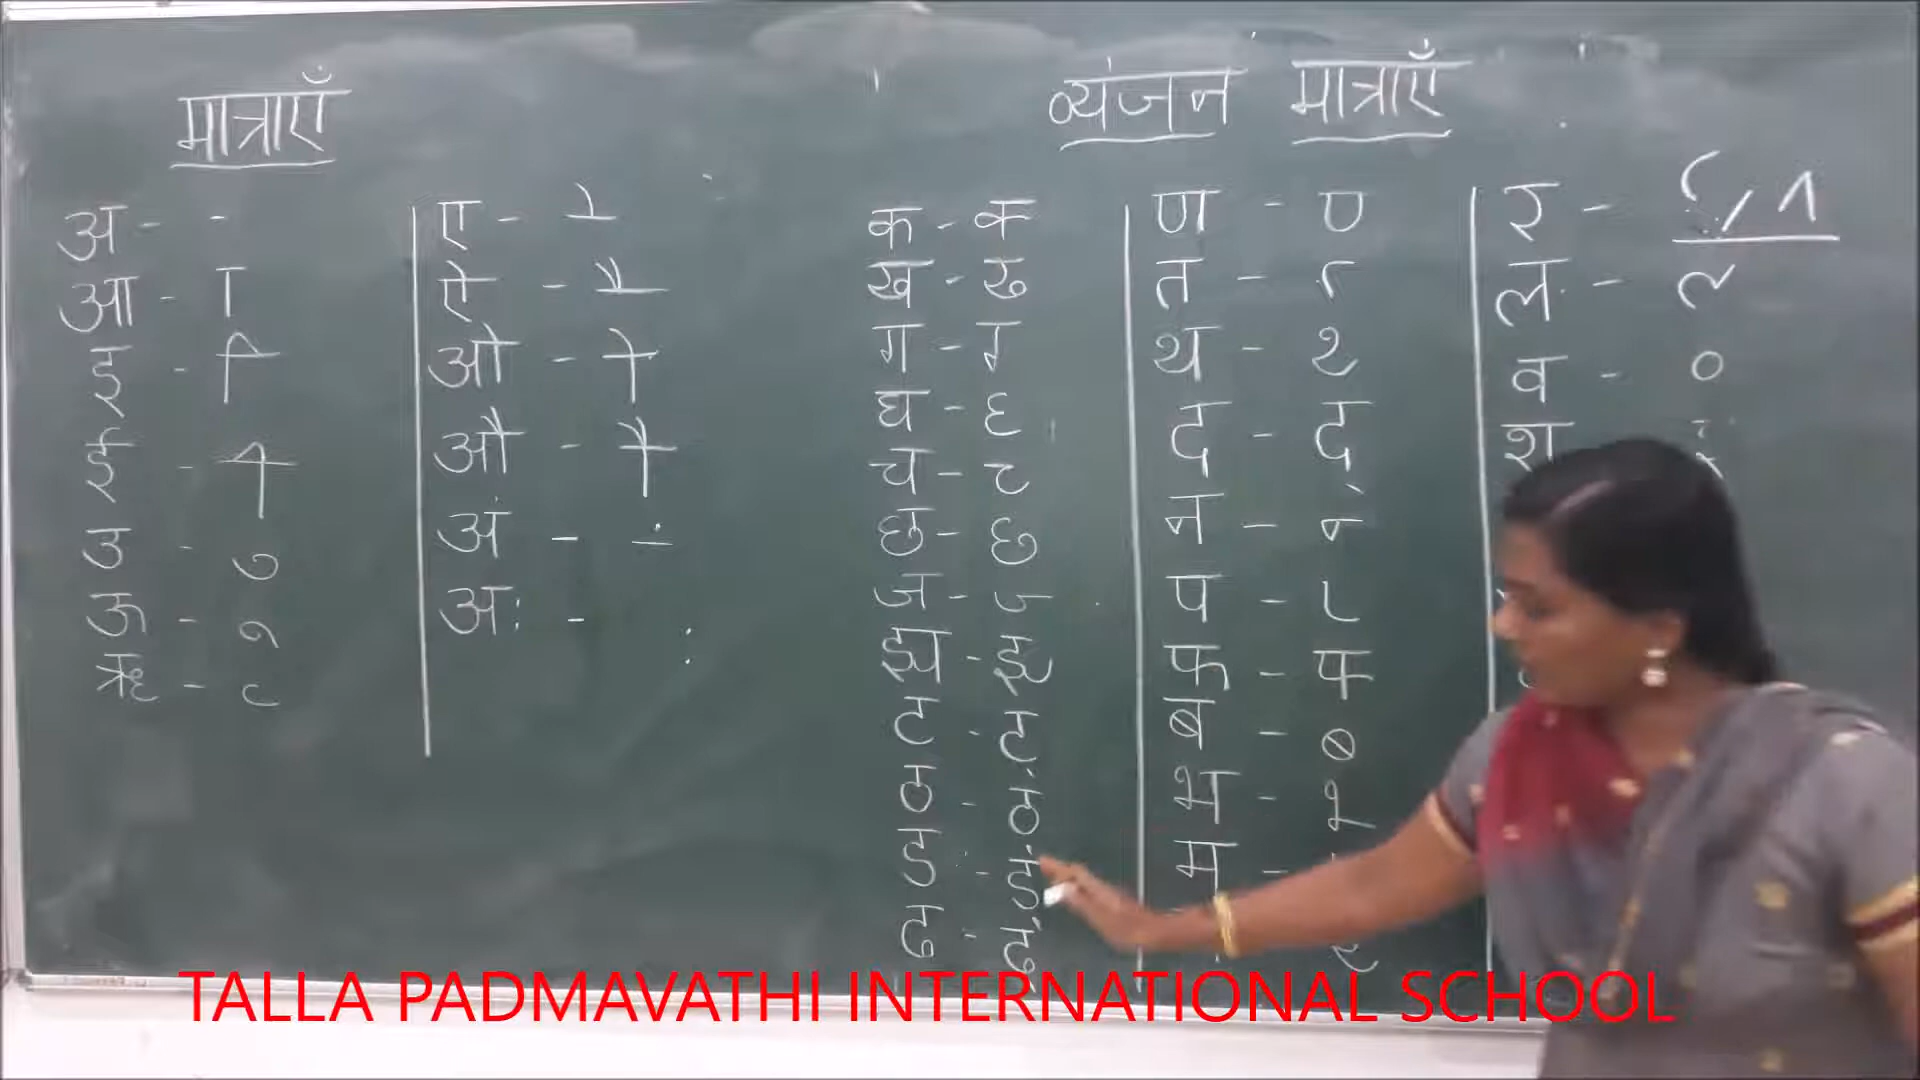 मात्राएँ
अ - -
आ - ा
इ - ि
ई - ी
उ - ु
ऊ - ू
ऋ - ृ
ए - े
ऐ - ै
ओ - ो
औ - ौ
अं - ं
अः - :
व्यंजन मात्राएँ
क - क
ख - ख
ग - ग
घ - घ
च - च
छ - छ
ज - ज
झ - झ
ट - ट
ठ - ठ
ड - ड
ढ - ढ
ण - ण
त - त
थ - थ
द - द
न - न
प - प
फ - फ
ब - ब
भ - भ
म -
र -
ल - ल
व - व
श
TALLA PADMAVATHI INTERNATIONAL SCHOOL